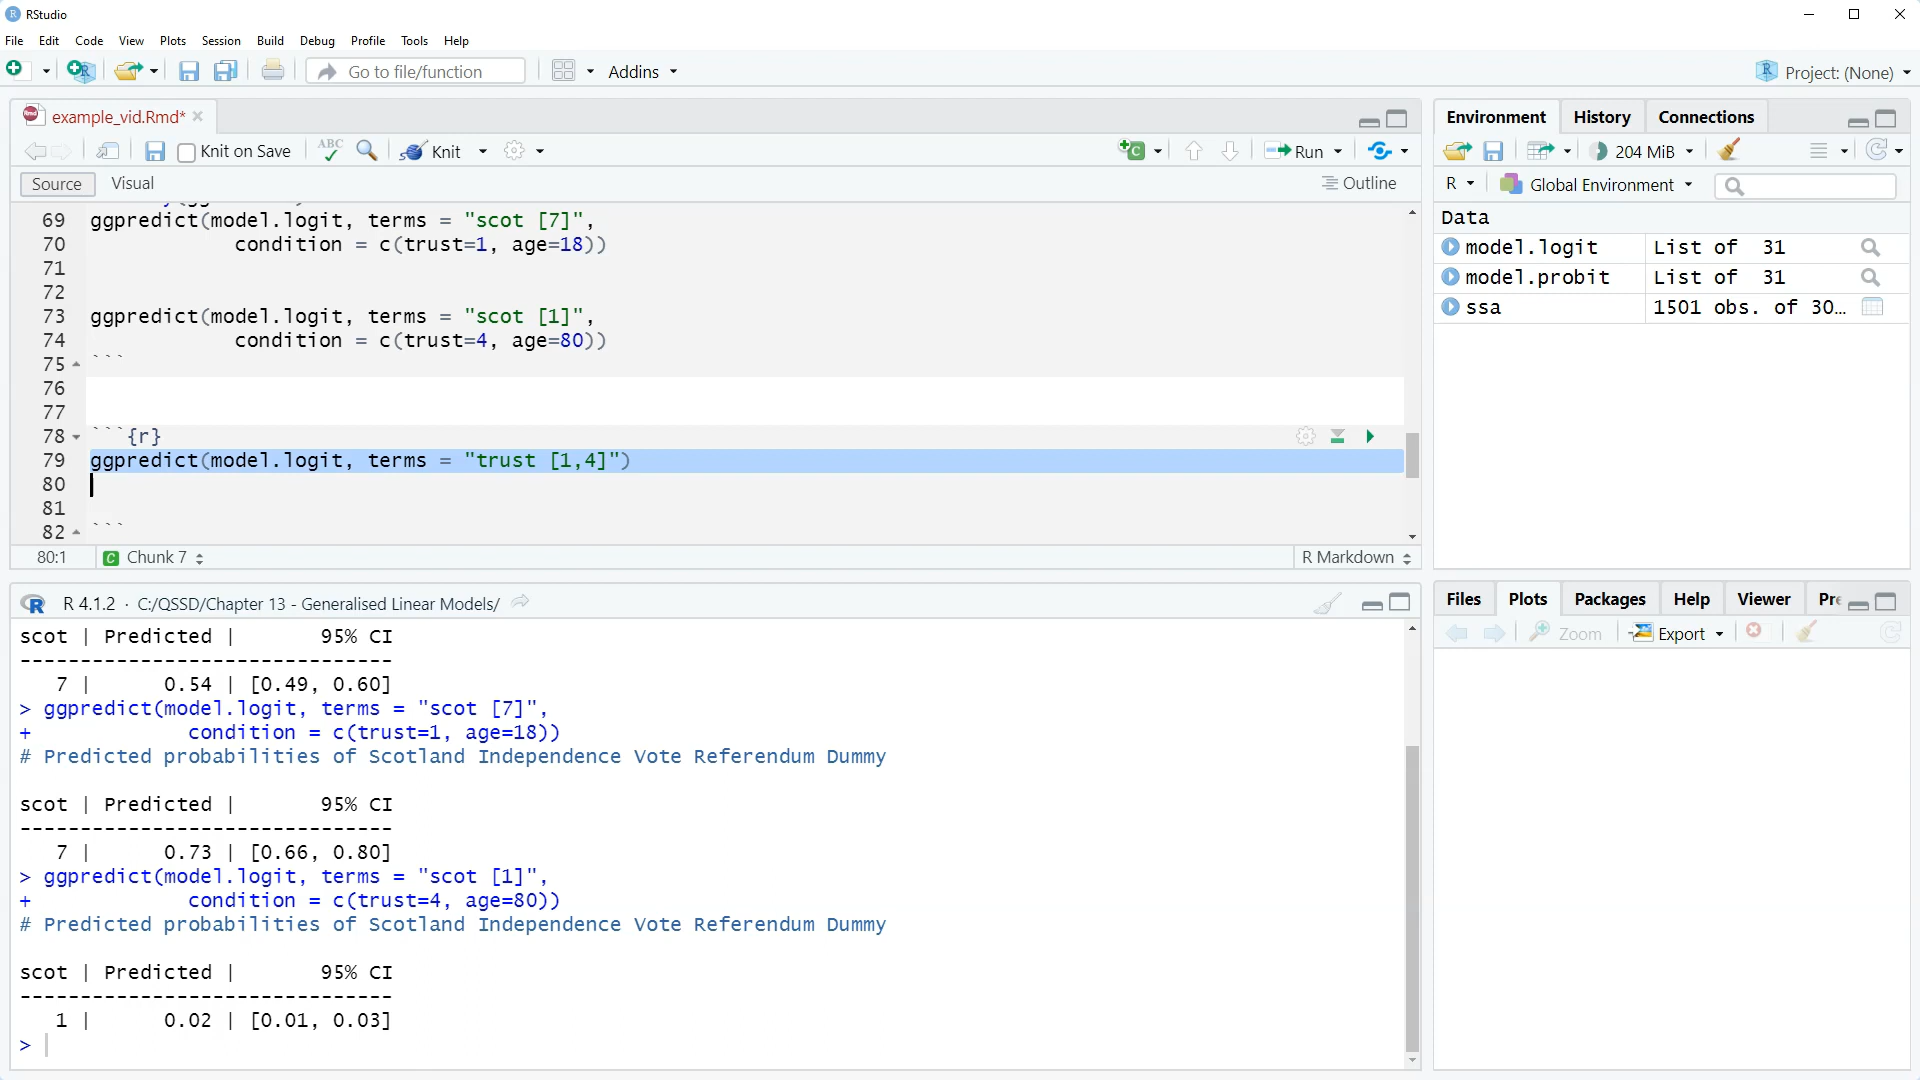 RStudio
File Edit Code View Plots Session Build Debug Profile Tools Help
Go to file/function Addins Project: (None)
example_vid.Rmd*
Knit on Save ABC Knit Run
Source Visual Outline
69 ggpredict(model.logit, terms = "scot [7]",
70 condition = c(trust=1, age=18))
71
72
73 ggpredict(model.logit, terms = "scot [1]",
74 condition = c(trust=4, age=80))
75 ```
76
77
78 ```{r}
79 ggpredict(model.logit, terms = "trust [1,4]")
80
81
82 ```
80:1 C Chunk 7 R Markdown
R 4.1.2 · C:/QSSD/Chapter 13 - Generalised Linear Models/
scot | Predicted | 95% CI
-------------------------------
7 | 0.54 | [0.49, 0.60]
> ggpredict(model.logit, terms = "scot [7]",
+ condition = c(trust=1, age=18))
# Predicted probabilities of Scotland Independence Vote Referendum Dummy
scot | Predicted | 95% CI
-------------------------------
7 | 0.73 | [0.66, 0.80]
> ggpredict(model.logit, terms = "scot [1]",
+ condition = c(trust=4, age=80))
# Predicted probabilities of Scotland Independence Vote Referendum Dummy
scot | Predicted | 95% CI
-------------------------------
1 | 0.02 | [0.01, 0.03]
>
Environment History Connections
204 MiB
R Global Environment
Data
model.logit List of 31
model.probit List of 31
ssa 1501 obs. of 30…
Files Plots Packages Help Viewer Pre
Zoom Export